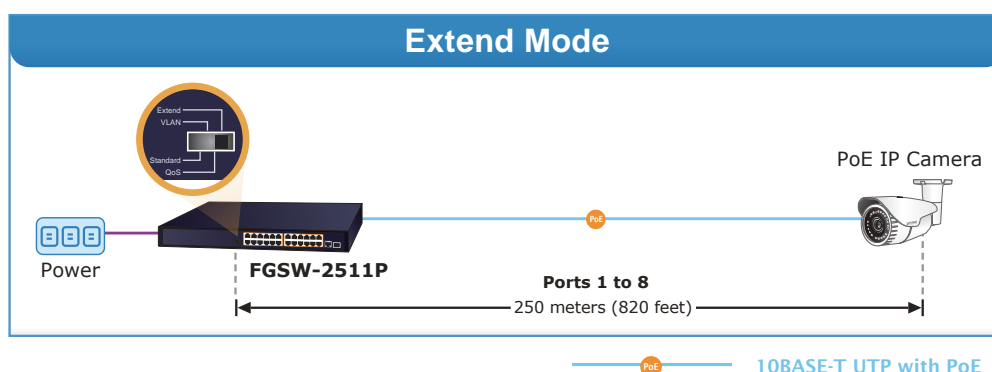 Extend Mode
Extend
VLAN
Standard
QoS
PoE IP Camera
PoE
Power
FGSW-2511P
Ports 1 to 8
250 meters (820 feet)
PoE
10BASE-T UTP with PoE